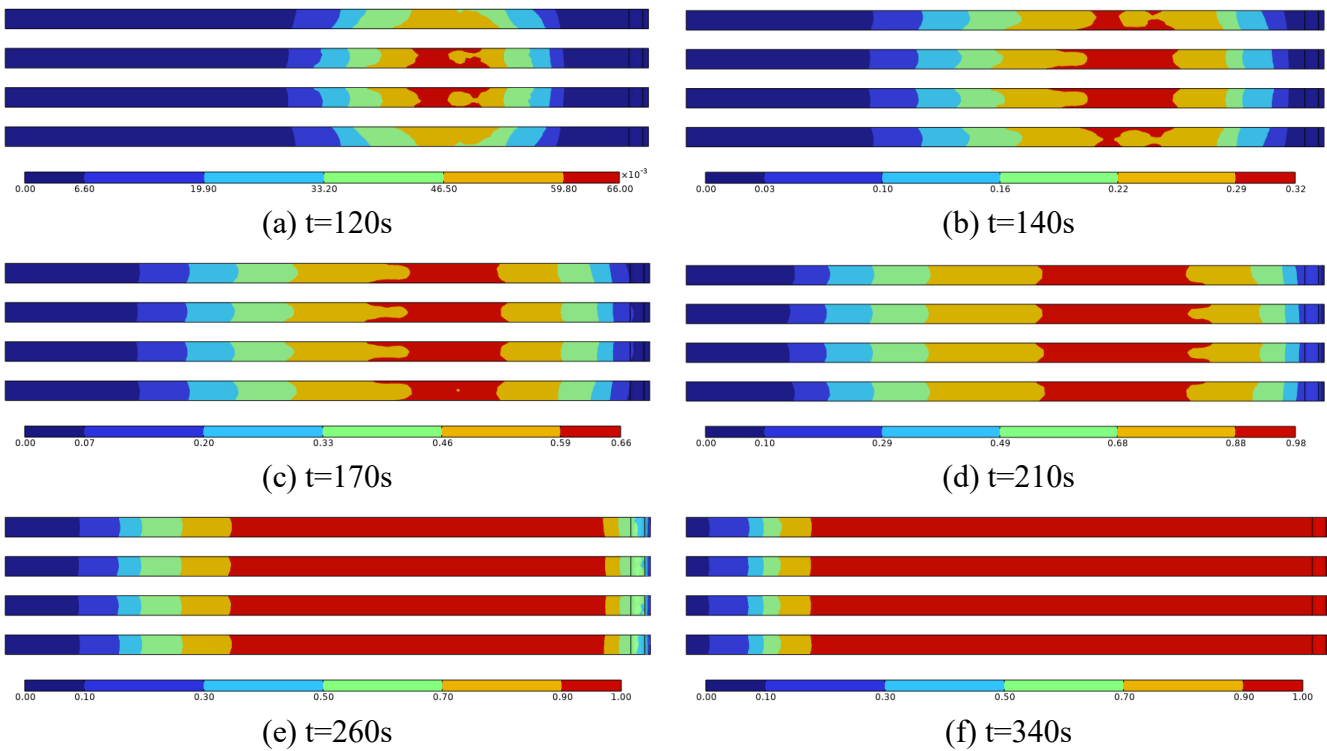 ×10⁻³
0.00 6.60 19.90 33.20 46.50 59.80 66.00
(a) t=120s
0.00 0.03 0.10 0.16 0.22 0.29 0.32
(b) t=140s
0.00 0.07 0.20 0.33 0.46 0.59 0.66
(c) t=170s
0.00 0.10 0.29 0.49 0.68 0.88 0.98
(d) t=210s
0.00 0.10 0.30 0.50 0.70 0.90 1.00
(e) t=260s
0.00 0.10 0.30 0.50 0.70 0.90 1.00
(f) t=340s